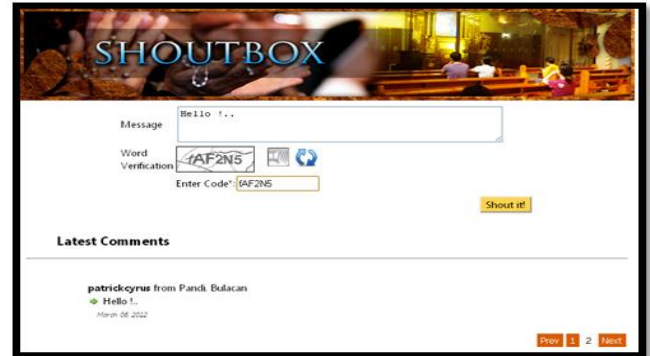 SHOUTBOX
Message
Hello !..
Word
Verification
fAF2N5
Enter Code*: fAF2N5
Shout it!
Latest Comments
patrickcyrus from Pandi, Bulacan
Hello !..
March 08, 2012
Prev 1 2 Next